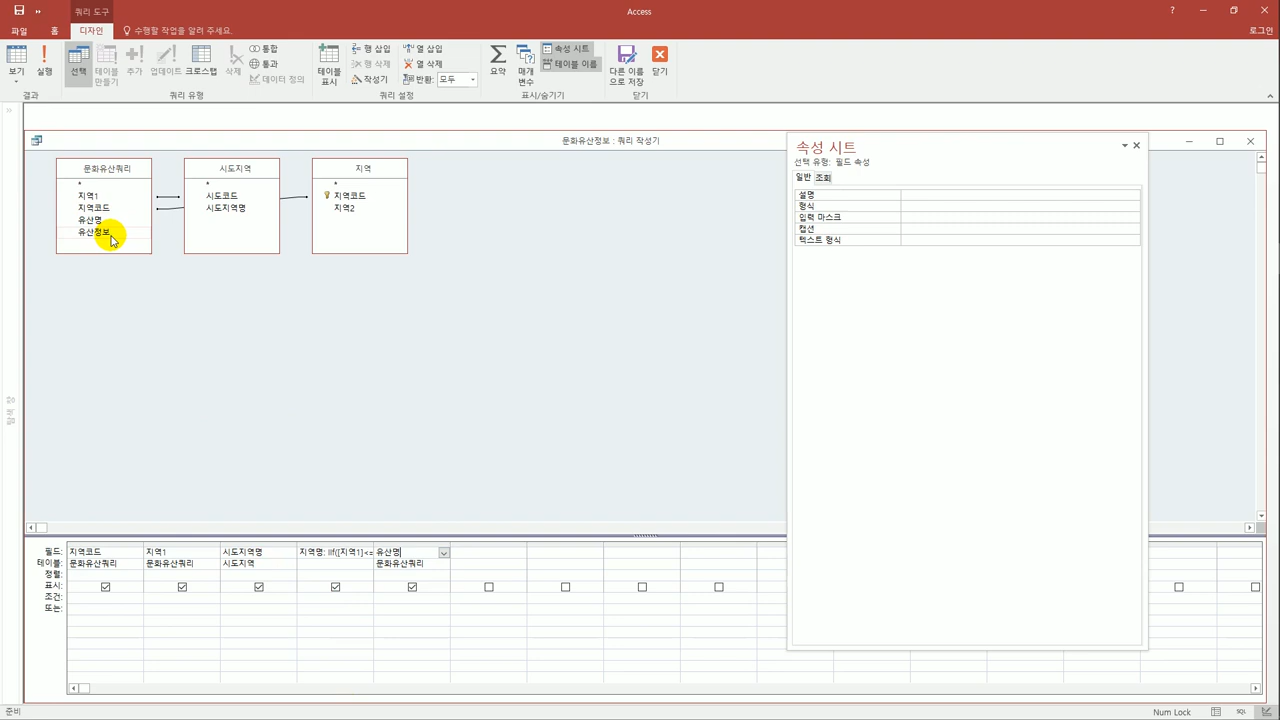 쿼리 도구
Access
?
파일
홈
디자인
수행할 작업을 알려 주세요.
로그인
보기
실행
선택
테이블 만들기
추가
업데이트
크로스탭
삭제
통합
통과
데이터 정의
테이블 표시
행 삽입
행 삭제
작성기
열 삽입
열 삭제
반환: 모두
요약
매개 변수
속성 시트
테이블 이름
다른 이름으로 저장
닫기
결과
쿼리 유형
쿼리 설정
표시/숨기기
닫기
문화유산정보 : 쿼리 작성기
문화유산쿼리
*
지역1
지역코드
유산명
유산정보
시도지역
*
시도코드
시도지역명
지역
*
지역코드
지역2
속성 시트
선택 유형: 필드 속성
일반 조회
설명
형식
입력 마스크
캡션
텍스트 형식
탐색 창
필드: 지역코드 지역1 시도지역명 지역명: IIf([지역1]<= 유산명
테이블: 문화유산쿼리 문화유산쿼리 시도지역 문화유산쿼리
정렬:
표시:
조건:
또는:
준비
Num Lock
SQL